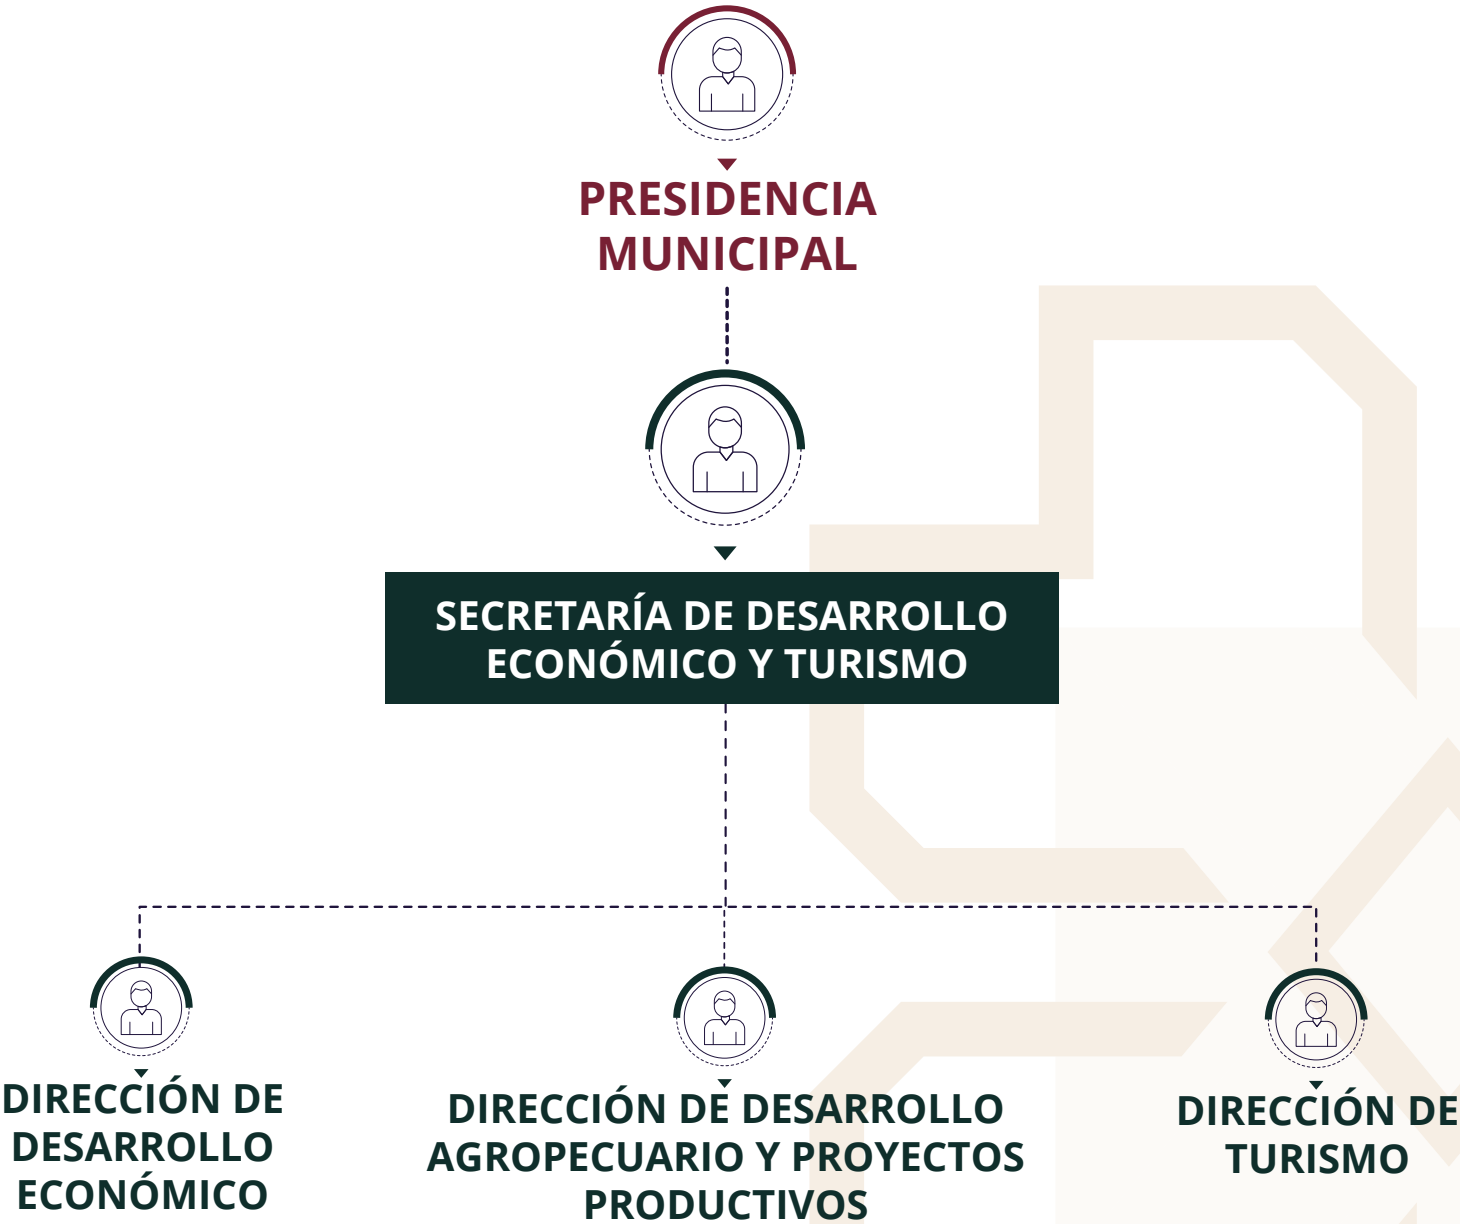 PRESIDENCIA
MUNICIPAL
SECRETARÍA DE DESARROLLO
ECONÓMICO Y TURISMO
DIRECCIÓN DE
DESARROLLO
ECONÓMICO
DIRECCIÓN DE DESARROLLO
AGROPECUARIO Y PROYECTOS
PRODUCTIVOS
DIRECCIÓN DE
TURISMO